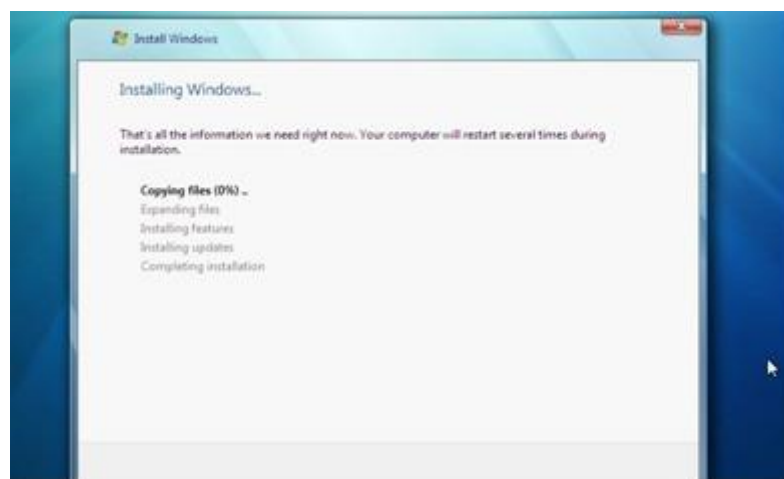 Install Windows
Installing Windows...
That's all the information we need right now. Your computer will restart several times during
installation.
Copying files (0%) ..
Expanding files
Installing features
Installing updates
Completing installation